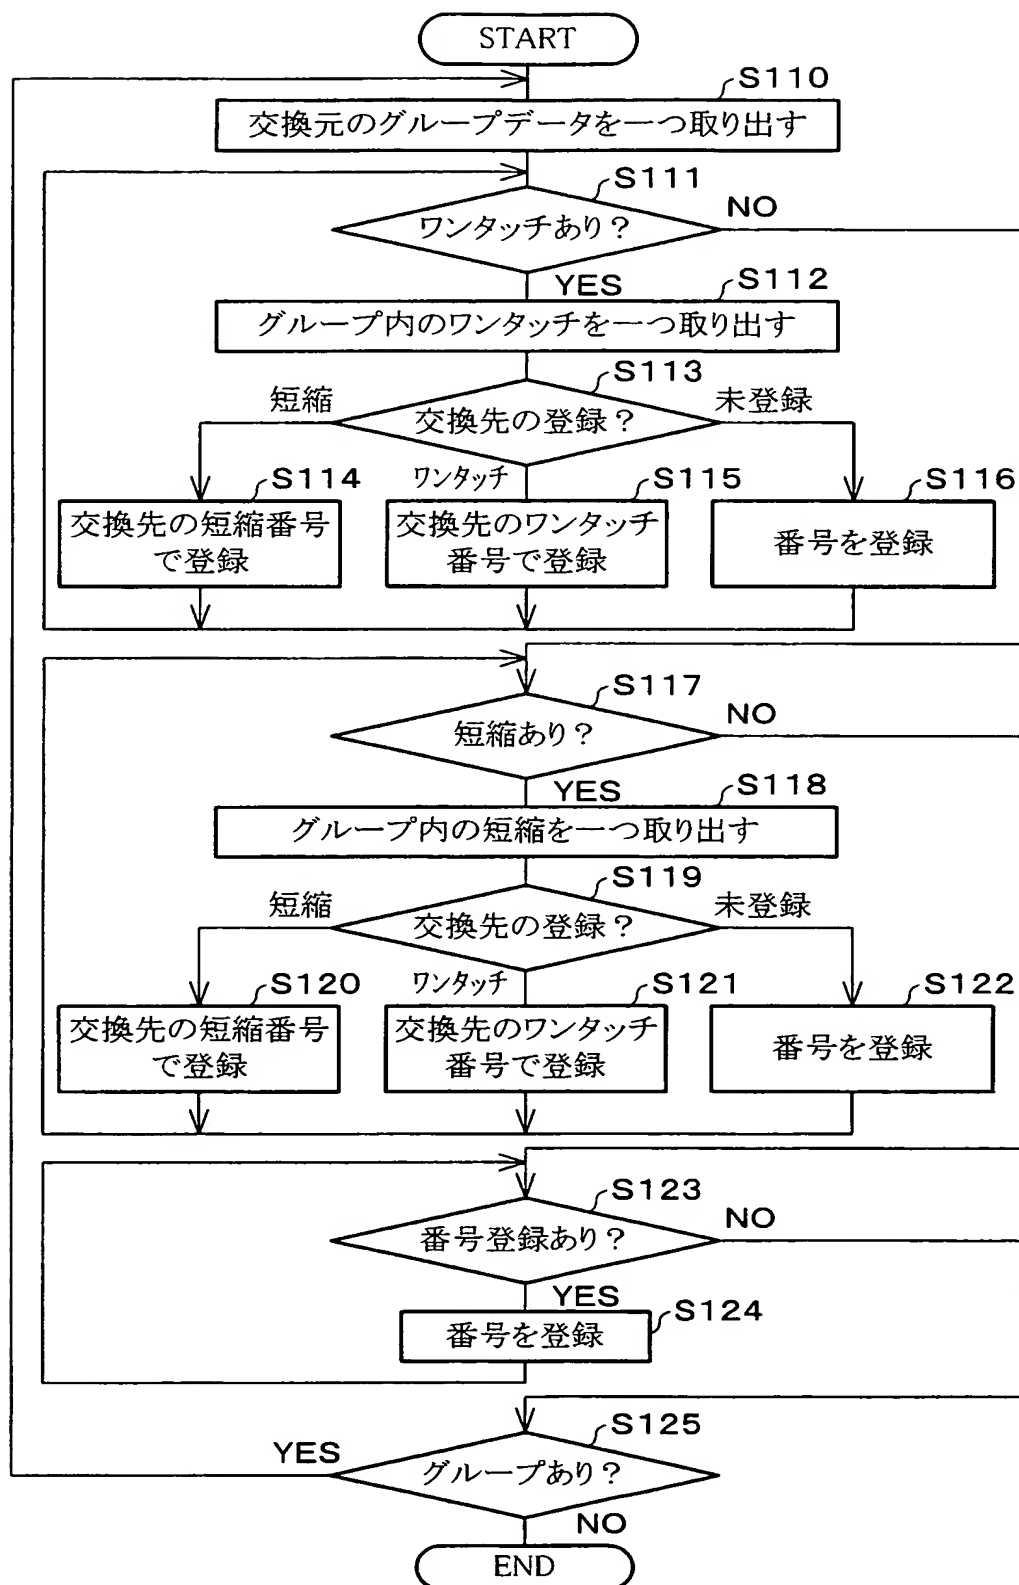 START
S110
交換元のグループデータを一つ取り出す
S111
ワンタッチあり?
NO
YES
S112
グループ内のワンタッチを一つ取り出す
S113
短縮
交換先の登録?
未登録
S114
ワンタッチ
S115
S116
交換先の短縮番号
で登録
交換先のワンタッチ
番号で登録
番号を登録
S117
短縮あり?
NO
YES
S118
グループ内の短縮を一つ取り出す
S119
短縮
交換先の登録?
未登録
S120
ワンタッチ
S121
S122
交換先の短縮番号
で登録
交換先のワンタッチ
番号で登録
番号を登録
S123
番号登録あり?
NO
YES
S124
番号を登録
S125
YES
グループあり?
NO
END